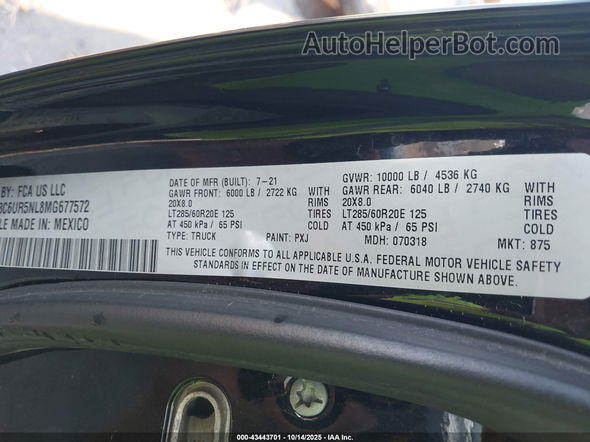 AutoHelperBot.com
BY: FCA US LLC
DATE OF MFR (BUILT): 7-21
GVWR: 10000 LB / 4536 KG
GAWR FRONT: 6000 LB / 2722 KG
GAWR REAR: 6040 LB / 2740 KG
20X8.0 RIMS 20X8.0 RIMS
C6UR5NL8MG677572
LT285/60R20E 125 TIRES LT285/60R20E 125 TIRES
MADE IN: MEXICO
AT 450 kPa / 65 PSI COLD AT 450 kPa / 65 PSI COLD
TYPE: TRUCK PAINT: PXJ MDH: 070318 MKT: 875
THIS VEHICLE CONFORMS TO ALL APPLICABLE U.S.A. FEDERAL MOTOR VEHICLE SAFETY
STANDARDS IN EFFECT ON THE DATE OF MANUFACTURE SHOWN ABOVE.
000-43443701 - 10/14/2025 - IAA, Inc.